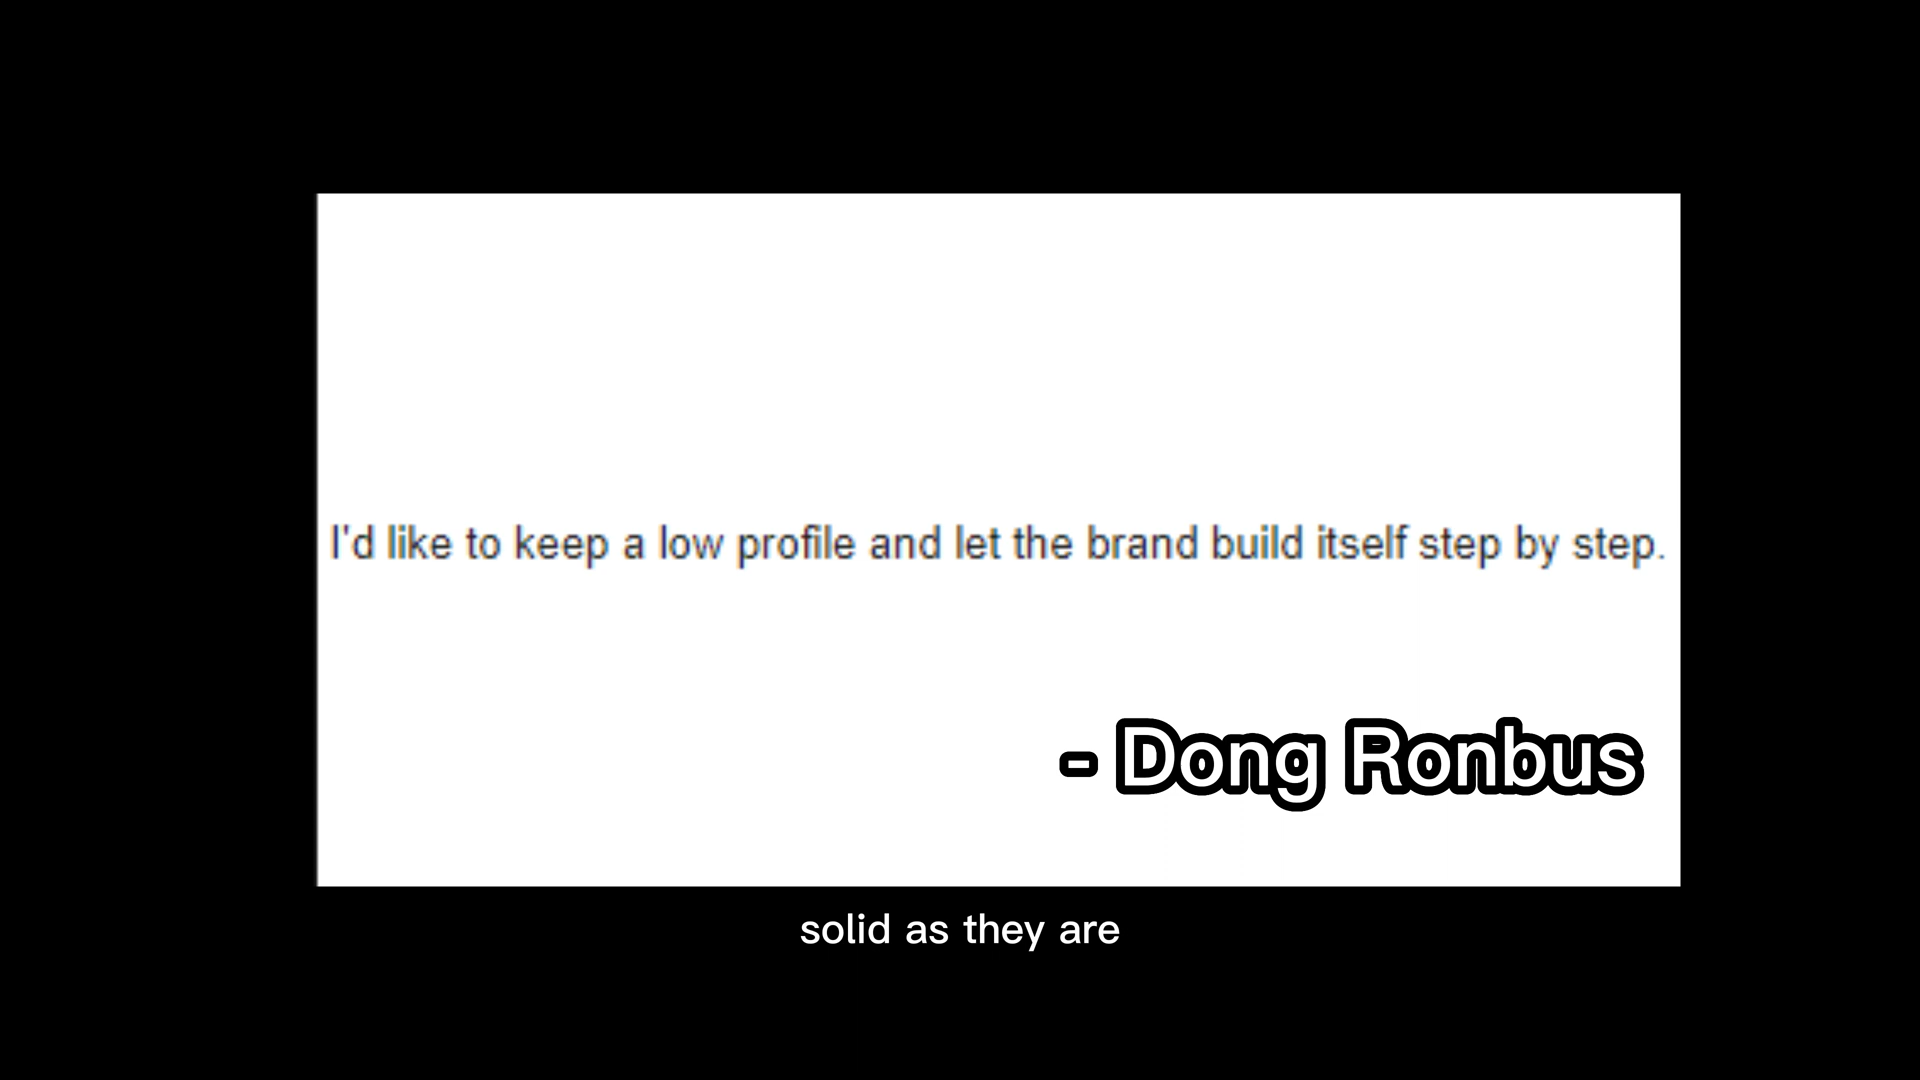 I'd like to keep a low profile and let the brand build itself step by step.
- Dong Ronbus
solid as they are